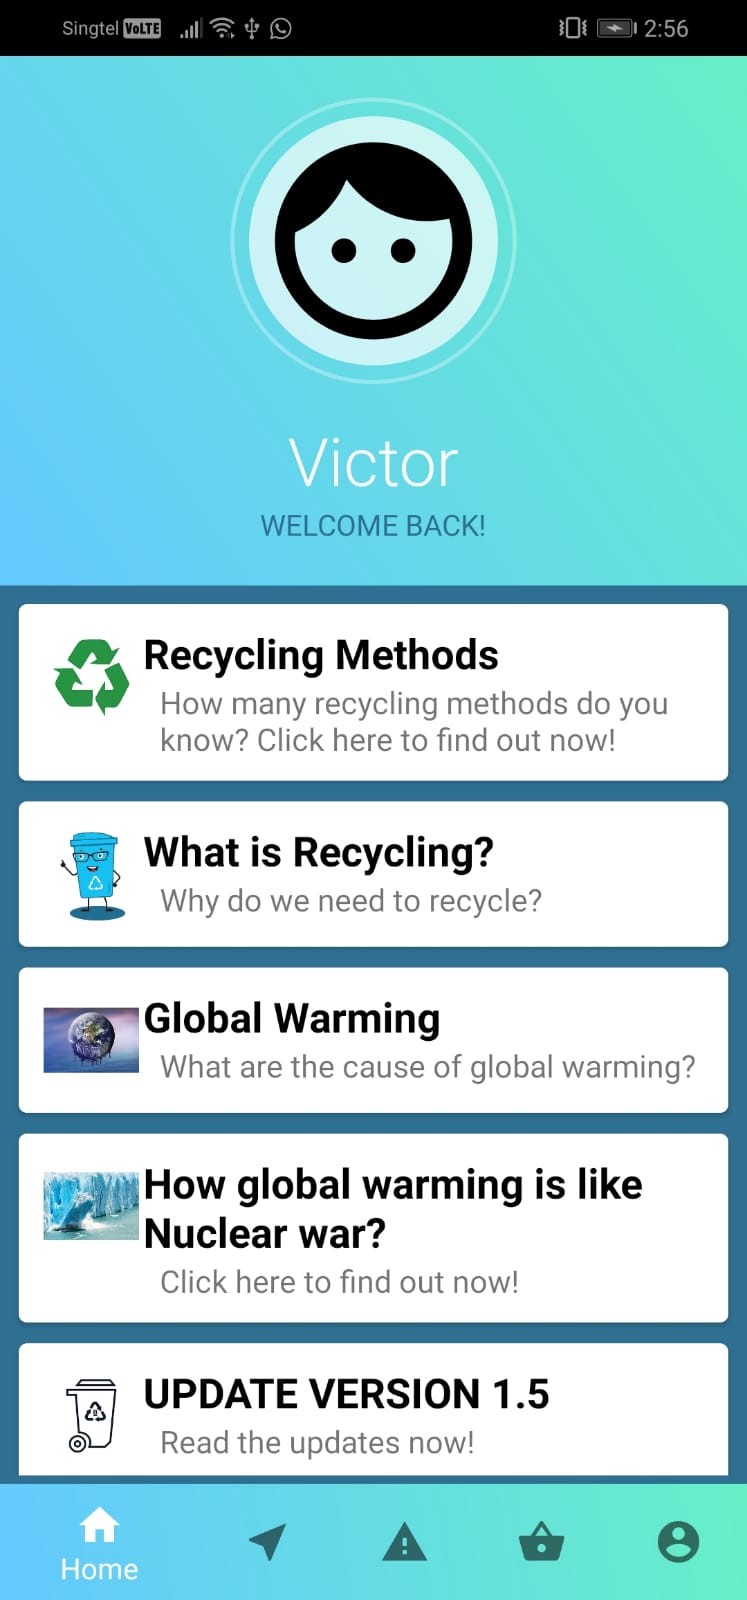 Singtel VoLTE 2:56
Victor
WELCOME BACK!
Recycling Methods
How many recycling methods do you
know? Click here to find out now!
What is Recycling?
Why do we need to recycle?
Global Warming
What are the cause of global warming?
How global warming is like
Nuclear war?
Click here to find out now!
UPDATE VERSION 1.5
Read the updates now!
Home